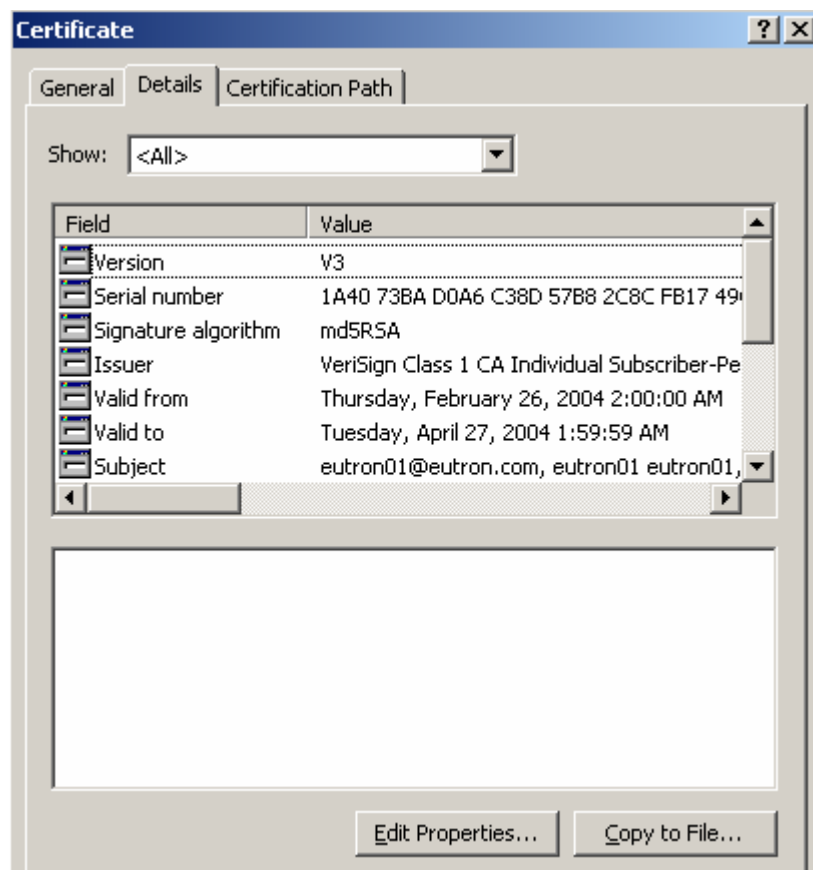 Certificate
General Details Certification Path
Show: <All>
Field Value
Version V3
Serial number 1A40 73BA D0A6 C38D 57B8 2C8C FB17
Signature algorithm md5RSA
Issuer VeriSign Class 1 CA Individual Subscriber-Pe
Valid from Thursday, February 26, 2004 2:00:00 AM
Valid to Tuesday, April 27, 2004 1:59:59 AM
Subject eutron01@eutron.com, eutron01 eutron01,
Edit Properties... Copy to File...